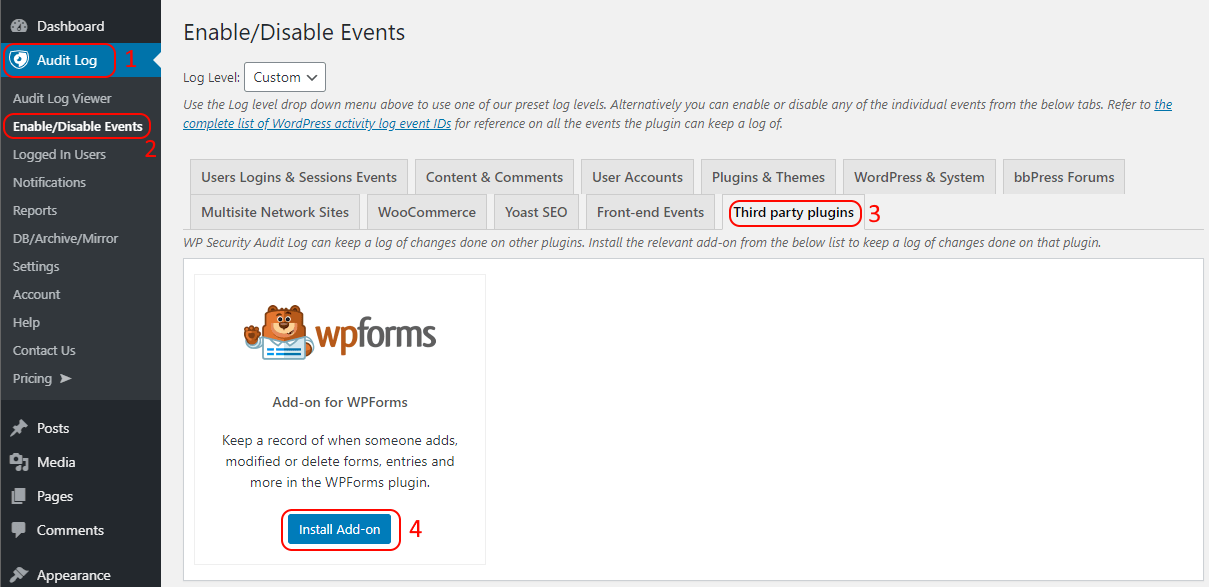 Dashboard
Audit Log 1
Audit Log Viewer
Enable/Disable Events
2
Logged In Users
Notifications
Reports
DB/Archive/Mirror
Settings
Account
Help
Contact Us
Pricing ➤
Posts
Media
Pages
Comments
Appearance
Enable/Disable Events
Log Level: Custom
Use the Log level drop down menu above to use one of our preset log levels. Alternatively you can enable or disable any of the individual events from the below tabs. Refer to the
complete list of WordPress activity log event IDs for reference on all the events the plugin can keep a log of.
Users Logins & Sessions Events Content & Comments User Accounts Plugins & Themes WordPress & System bbPress Forums
Multisite Network Sites WooCommerce Yoast SEO Front-end Events Third party plugins 3
WP Security Audit Log can keep a log of changes done on other plugins. Install the relevant add-on from the below list to keep a log of changes done on that plugin.
wpforms
Add-on for WPForms
Keep a record of when someone adds,
modified or delete forms, entries and
more in the WPForms plugin.
Install Add-on 4